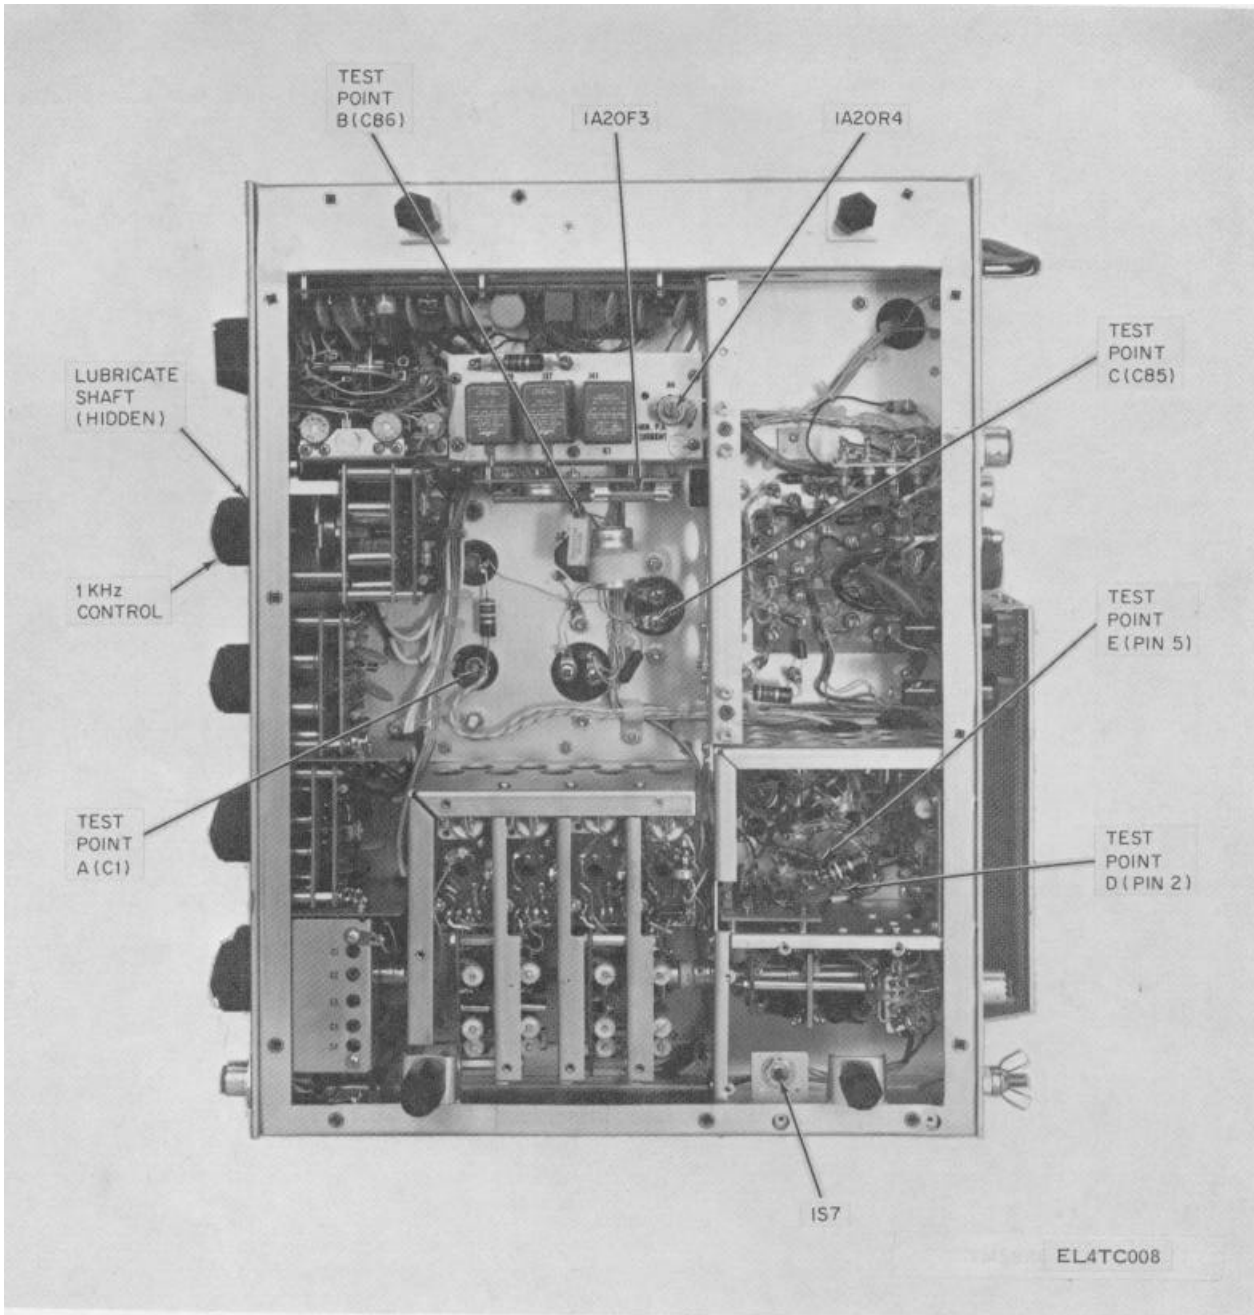 TEST
POINT
B (C86)
1A20F3
1A20R4
TEST
POINT
C (C85)
LUBRICATE
SHAFT
(HIDDEN)
1 KHz
CONTROL
TEST
POINT
E (PIN 5)
TEST
POINT
A (C1)
TEST
POINT
D (PIN 2)
1S7
EL4TC008